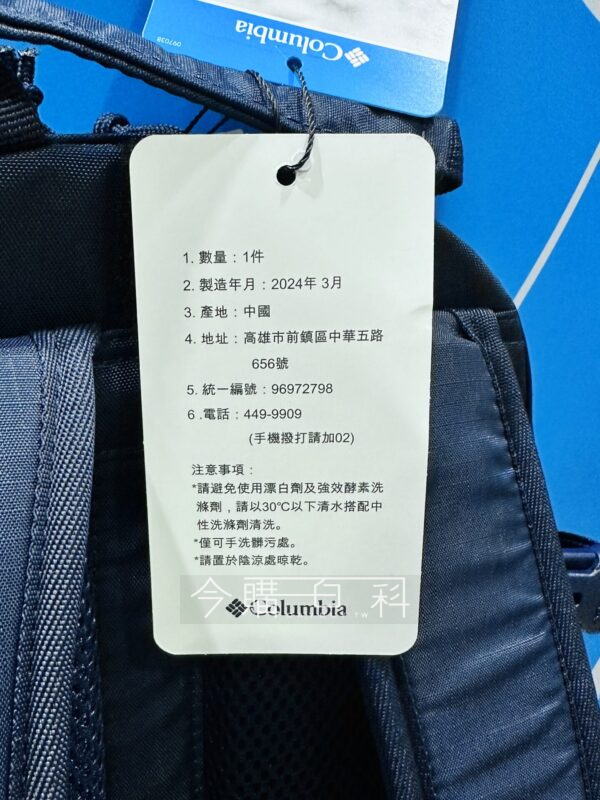 Columbia
097038
1. 數量：1件
2. 製造年月：2024年 3月
3. 產地：中國
4. 地址：高雄市前鎮區中華五路
656號
5. 統一編號：96972798
6 .電話：449-9909
(手機撥打請加02)
注意事項：
*請避免使用漂白劑及強效酵素洗
滌劑，請以30℃以下清水搭配中
性洗滌劑清洗。
*僅可手洗髒污處。
*請置於陰涼處晾乾。
今購百科
.TW
Columbia